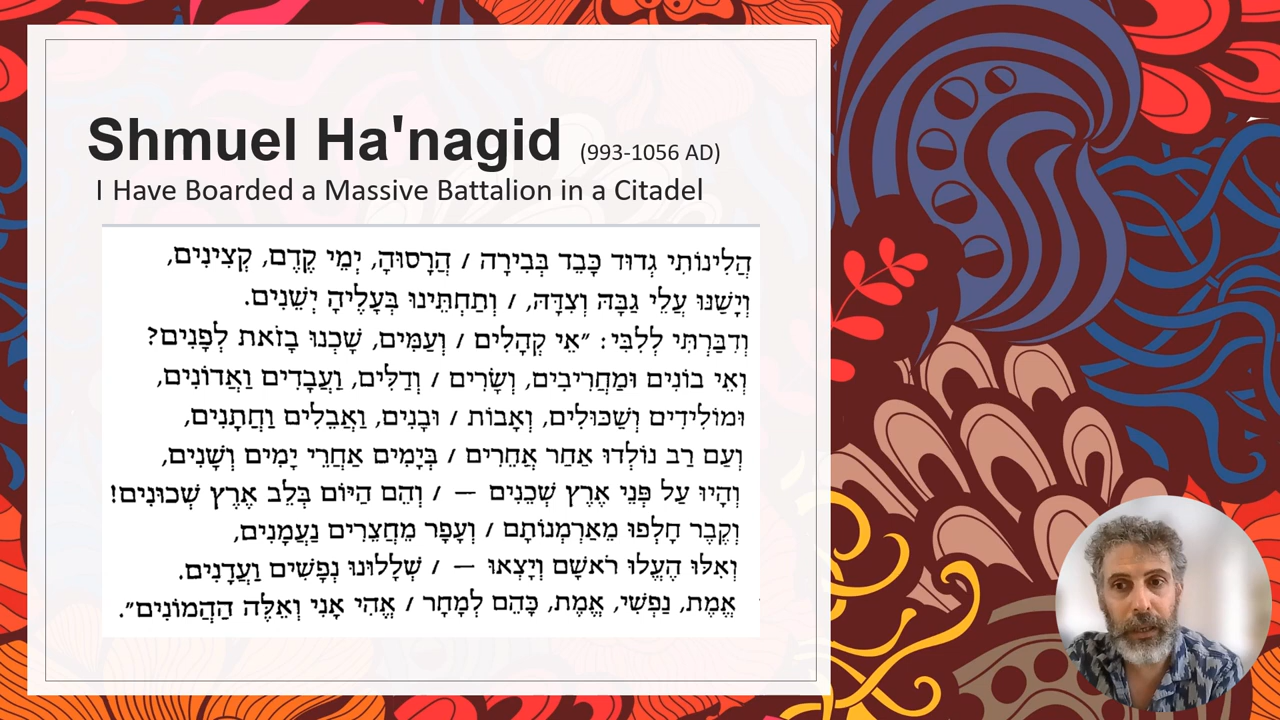 Shmuel Ha'nagid (993-1056 AD)
I Have Boarded a Massive Battalion in a Citadel
הֲלִינוֹתִי גְדוּד כָּבֵד בְּבִירָה / הֲרָסוּהָ, יְמֵי קֶדֶם, קְצִינִים,
וְיָשַׁנּוּ עֲלֵי גַבָּהּ וְצִדָּהּ, / וְתַחְתֵּינוּ בְּעָלֶיהָ יְשֵׁנִים.
וְדִבַּרְתִּי לְלִבִּי: ״אֵי קְהָלִים / וְעַמִּים, שָׁכְנוּ בָזֹאת לְפָנִים?
וְאֵי בוֹנִים וּמַחֲרִיבִים, וְשָׂרִים / וְדַלִּים, וַעֲבָדִים וַאֲדוֹנִים,
וּמוֹלִידִים וְשַׁכּוּלִים, וְאָבוֹת / וּבָנִים, וַאֲבֵלִים וַחֲתָנִים,
וְעַם רַב נוֹלְדוּ אַחַר אֲחֵרִים / בְּיָמִים אַחֲרֵי יָמִים וְשָׁנִים,
וְהָיוּ עַל פְּנֵי אֶרֶץ שְׁכֵנִים — / וְהֵם הַיּוֹם בְּלֵב אֶרֶץ שְׁכוּנִים!
וְקֶבֶר חָלְפוּ מֵאַרְמְנוֹתָם / וְעָפָר מֵחֲצֵרִים נַעֲמָנִים,
וְאִלּוּ הֶעֱלוּ רֹאשָׁם וְיָצְאוּ — / שְׁלָלוּנוּ נְפָשִׁים וַעֲדָנִים.
אֱמֶת, נַפְשִׁי, אֱמֶת, כָּהֵם לְמָחָר / אֱהִי אֲנִי וְאֵלֶּה הַהֲמוֹנִים״.